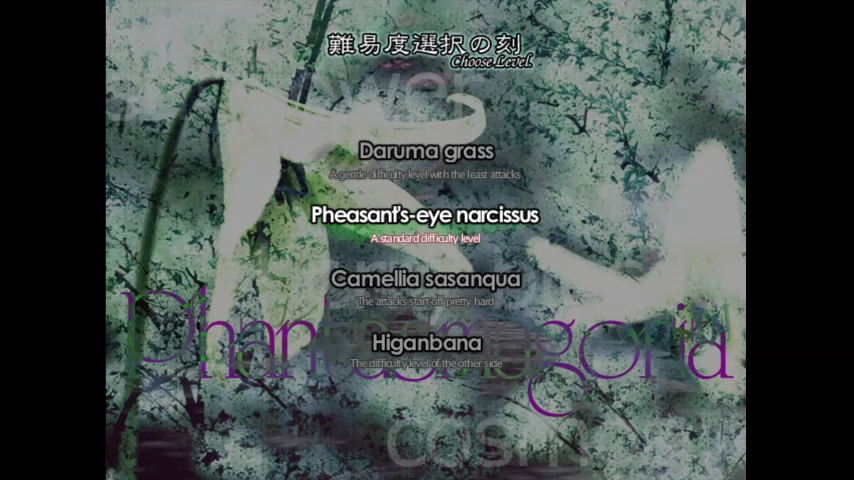 難易度選択の刻
Choose Level.
we
Daruma grass
A gentle difficulty level with the least attacks
Pheasant's-eye narcissus
A standard difficulty level
Camellia sasanqua
The attacks start off pretty hard
Phantasmagoria
Higanbana
The difficulty level of the other side